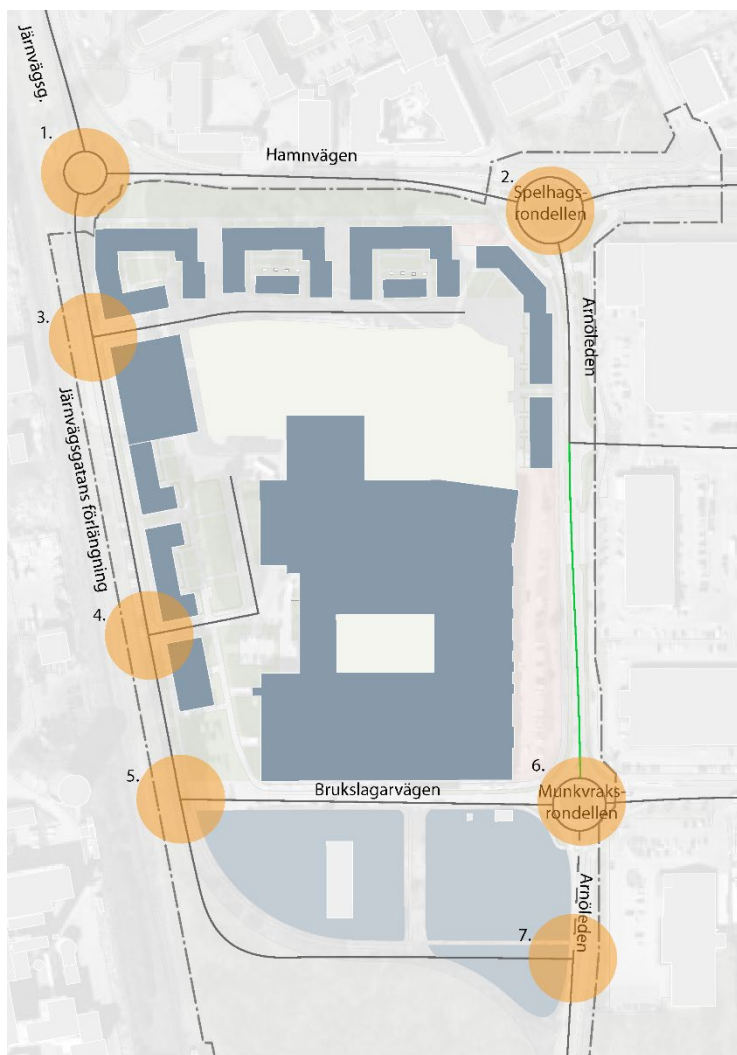 Järnvägsg.
1.
Hamnvägen
2.
Spelhags-
rondellen
3.
Arnöleden
Järnvägsgatans förlängning
4.
5.
Brukslagarvägen
6.
Munkvraks-
rondellen
Arnöleden
7.